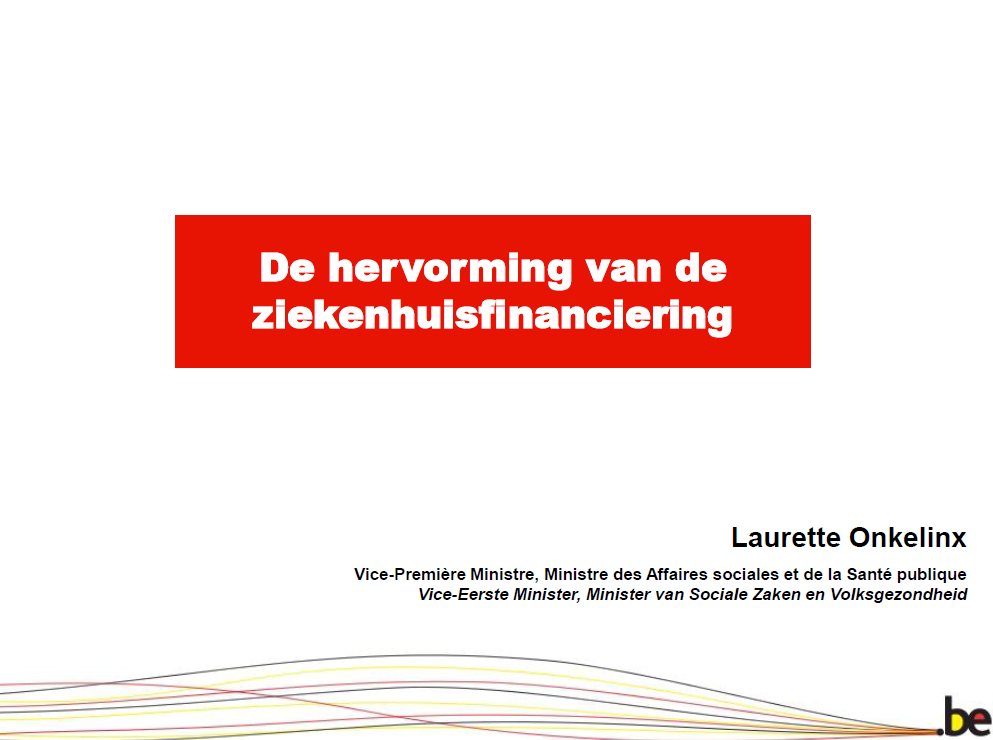 De hervorming van de
ziekenhuisfinanciering
Laurette Onkelinx
Vice-Première Ministre, Ministre des Affaires sociales et de la Santé publique
Vice-Eerste Minister, Minister van Sociale Zaken en Volksgezondheid
.be